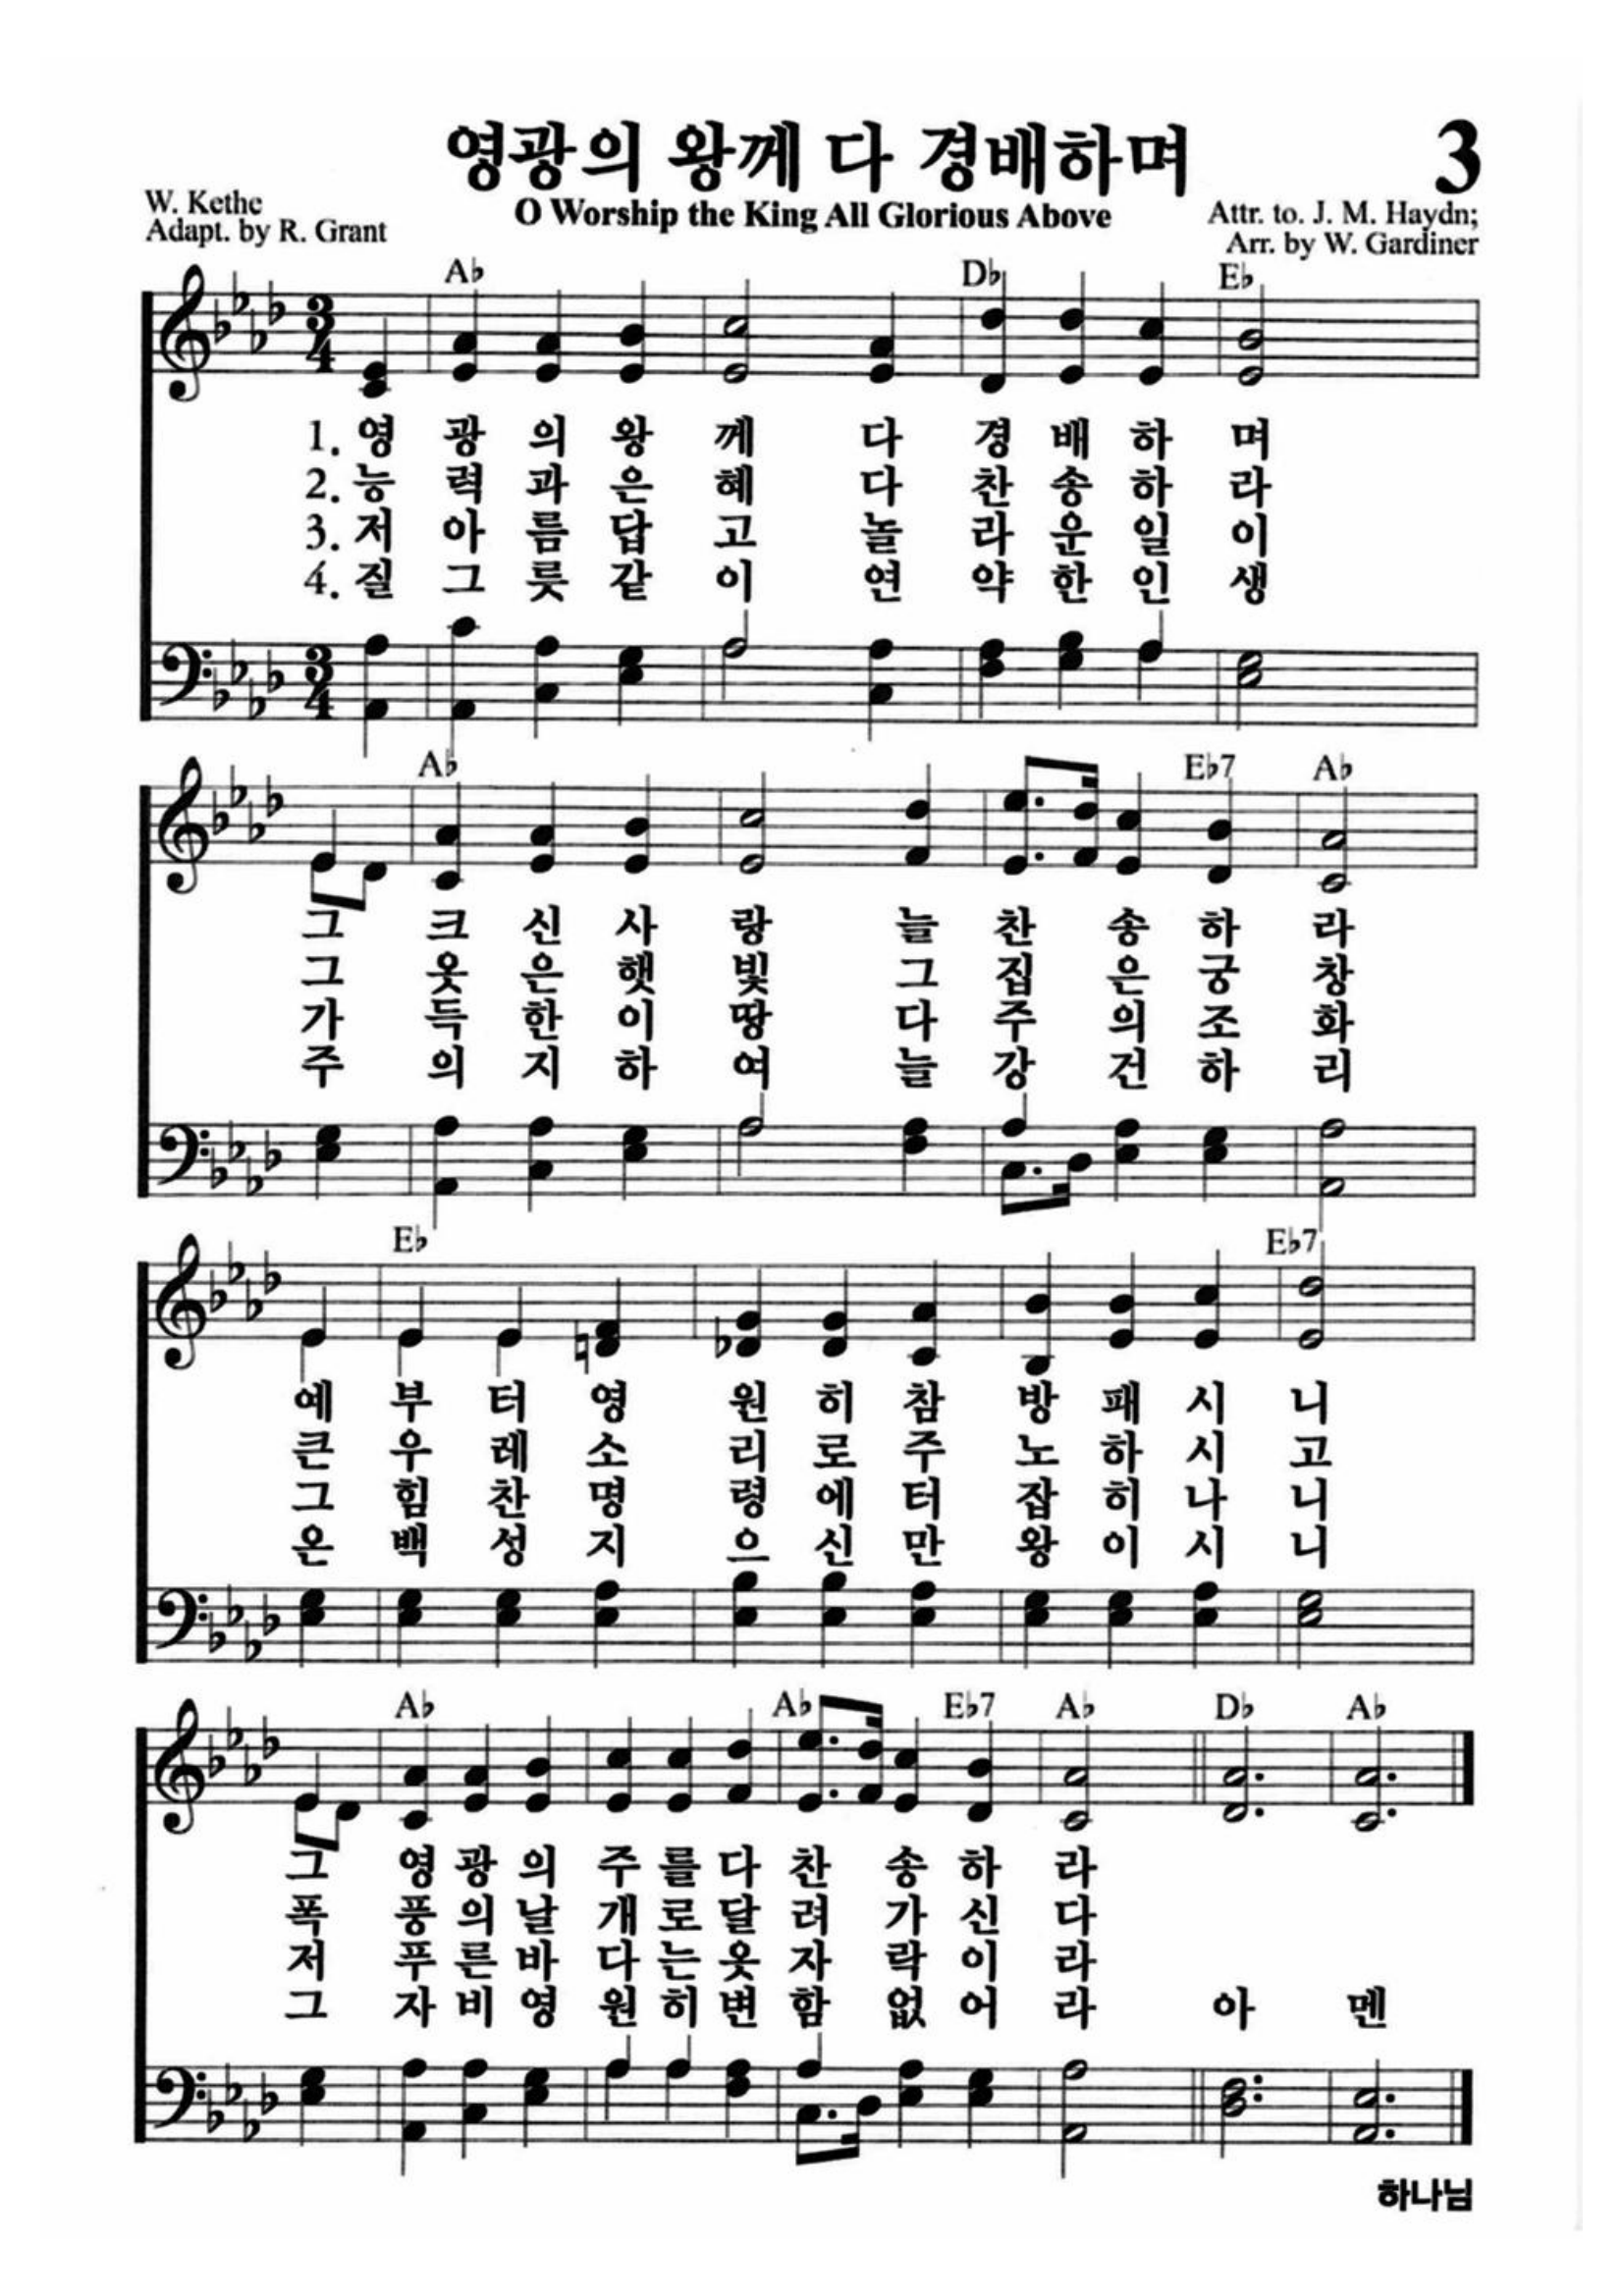 영광의 왕께 다 경배하며 3
W. Kethe
Adapt. by R. Grant
O Worship the King All Glorious Above
Attr. to. J. M. Haydn;
Arr. by W. Gardiner
A♭ D♭ E♭
1. 영 광 의 왕 께 다 경 배 하 며
2. 능 력 과 은 혜 다 찬 송 하 라
3. 저 아 름 답 고 놀 라 운 일 이
4. 질 그 릇 같 이 연 약 한 인 생
A♭ E♭7 A♭
그 크 신 사 랑 늘 찬 송 하 라
그 옷 은 햇 빛 그 집 은 궁 창
가 득 한 이 땅 다 주 의 조 화
주 의 지 하 여 늘 강 건 하 리
E♭ E♭7
예 부 터 영 원 히 참 방 패 시 니
큰 우 레 소 리 로 주 노 하 시 고
그 힘 찬 명 령 에 터 잡 히 나 니
온 백 성 지 으 신 만 왕 이 시 니
A♭ A♭ E♭7 A♭ D♭ A♭
그 영 광 의 주 를 다 찬 송 하 라
폭 풍 의 날 개 로 달 려 가 신 다
저 푸 른 바 다 는 옷 자 락 이 라
그 자 비 영 원 히 변 함 없 어 라 아 멘
하나님